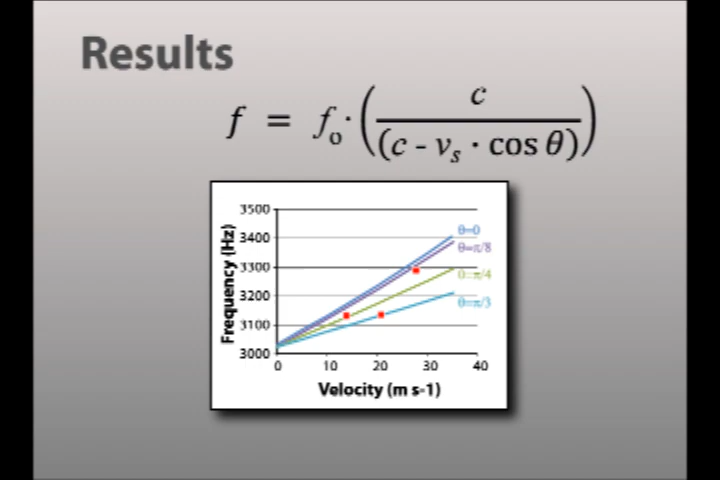 Results
f = f₀·(c/(c - vₛ · cos θ))
3500
3400
3300
3200
3100
3000
Frequency (Hz)
θ=0
θ=π/8
θ=π/4
θ=π/3
0 10 20 30 40
Velocity (m s-1)